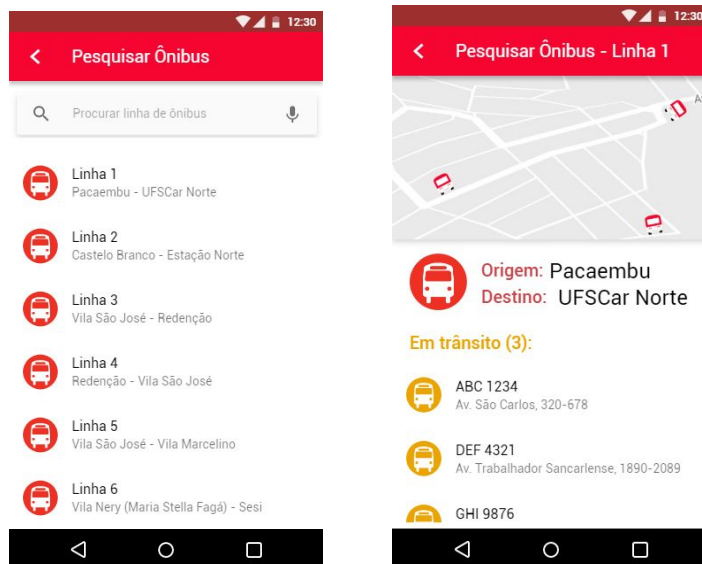 12:30
Pesquisar Ônibus
Procurar linha de ônibus
Linha 1
Pacaembu - UFSCar Norte
Linha 2
Castelo Branco - Estação Norte
Linha 3
Vila São José - Redenção
Linha 4
Redenção - Vila São José
Linha 5
Vila São José - Vila Marcelino
Linha 6
Vila Nery (Maria Stella Fagá) - Sesi
12:30
Pesquisar Ônibus - Linha 1
Origem: Pacaembu
Destino: UFSCar Norte
Em trânsito (3):
ABC 1234
Av. São Carlos, 320-678
DEF 4321
Av. Trabalhador Sancarlense, 1890-2089
GHI 9876